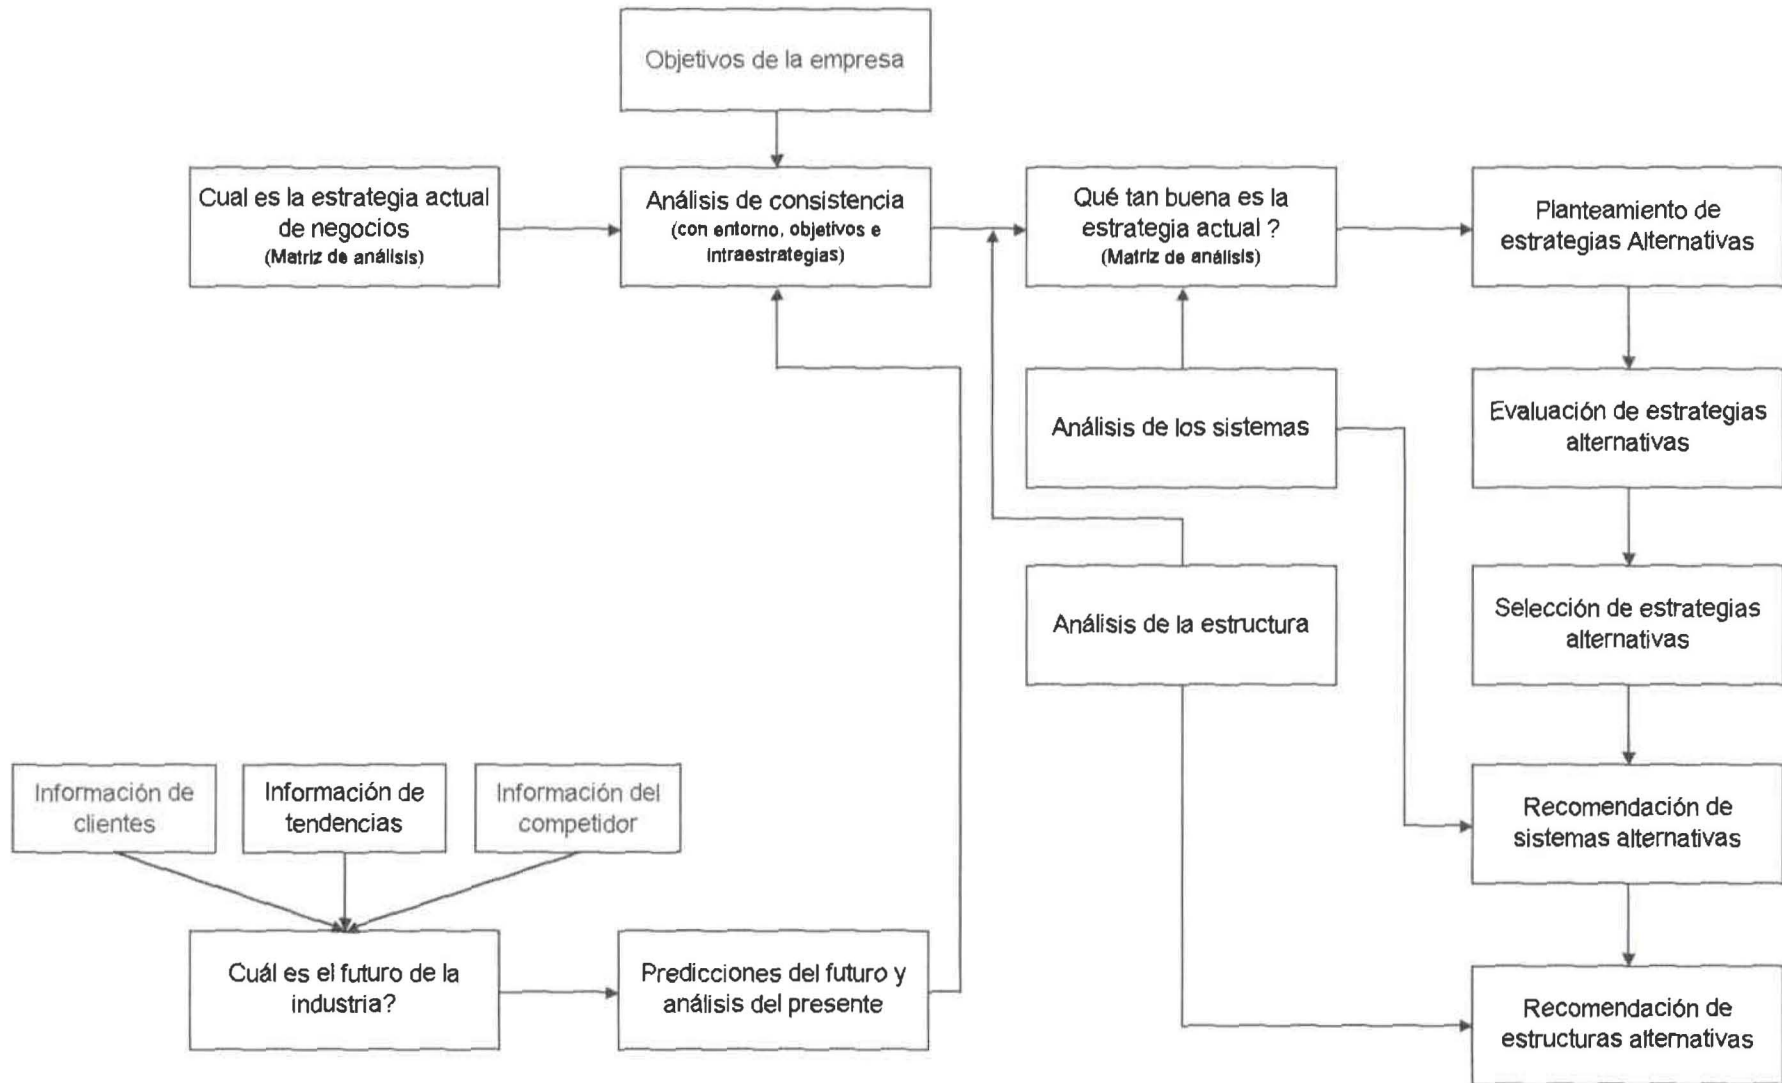 Objetivos de la empresa
Cual es la estrategia actual
de negocios
(Matriz de análisis)
Análisis de consistencia
(con entorno, objetivos e
intraestrategias)
Qué tan buena es la
estrategia actual ?
(Matriz de análisis)
Planteamiento de
estrategias Alternativas
Análisis de los sistemas
Evaluación de estrategias
alternativas
Análisis de la estructura
Selección de estrategias
alternativas
Información de
clientes
Información de
tendencias
Información del
competidor
Recomendación de
sistemas alternativas
Cuál es el futuro de la
industria?
Predicciones del futuro y
análisis del presente
Recomendación de
estructuras alternativas